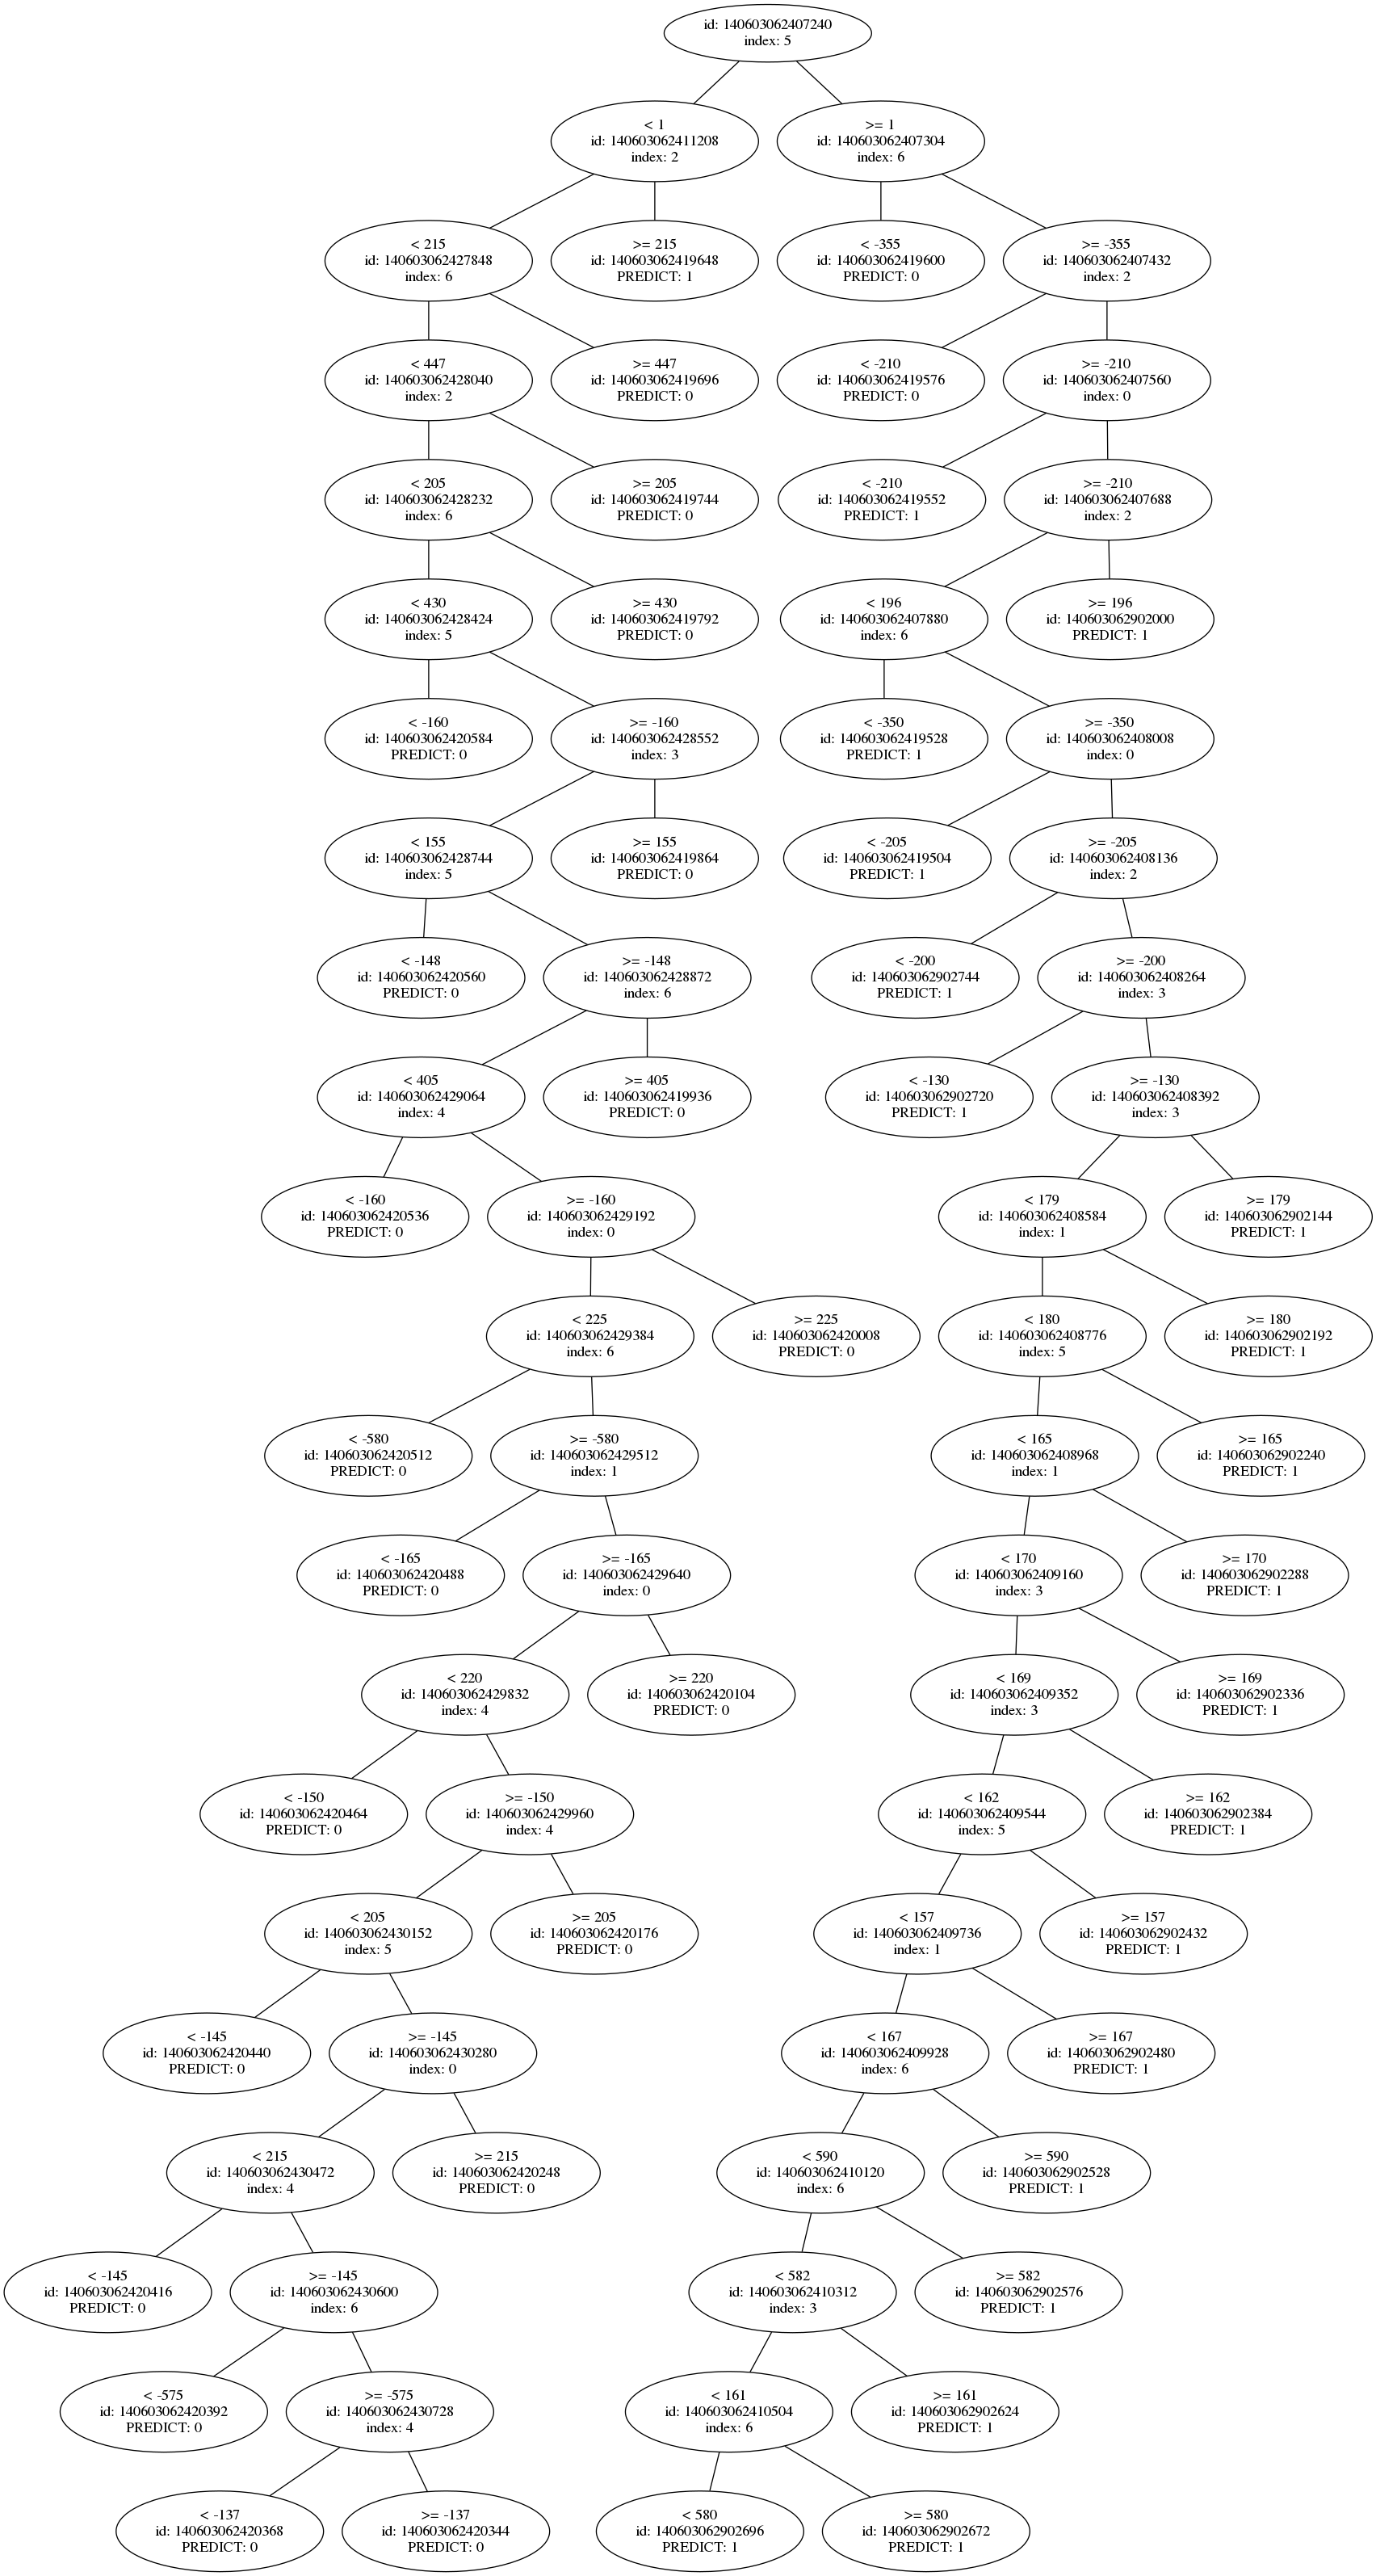 id: 140603062407240
index: 5
< 1
id: 140603062411208
index: 2
>= 1
id: 140603062407304
index: 6
< 215
id: 140603062427848
index: 6
>= 215
id: 140603062419648
PREDICT: 1
< -355
id: 140603062419600
PREDICT: 0
>= -355
id: 140603062407432
index: 2
< 447
id: 140603062428040
index: 2
>= 447
id: 140603062419696
PREDICT: 0
< -210
id: 140603062419576
PREDICT: 0
>= -210
id: 140603062407560
index: 0
< 205
id: 140603062428232
index: 6
>= 205
id: 140603062419744
PREDICT: 0
< -210
id: 140603062419552
PREDICT: 1
>= -210
id: 140603062407688
index: 2
< 430
id: 140603062428424
index: 5
>= 430
id: 140603062419792
PREDICT: 0
< 196
id: 140603062407880
index: 6
>= 196
id: 140603062902000
PREDICT: 1
< -160
id: 140603062420584
PREDICT: 0
>= -160
id: 140603062428552
index: 3
< -350
id: 140603062419528
PREDICT: 1
>= -350
id: 140603062408008
index: 0
< 155
id: 140603062428744
index: 5
>= 155
id: 140603062419864
PREDICT: 0
< -205
id: 140603062419504
PREDICT: 1
>= -205
id: 140603062408136
index: 2
< -148
id: 140603062420560
PREDICT: 0
>= -148
id: 140603062428872
index: 6
< -200
id: 140603062902744
PREDICT: 1
>= -200
id: 140603062408264
index: 3
< 405
id: 140603062429064
index: 4
>= 405
id: 140603062419936
PREDICT: 0
< -130
id: 140603062902720
PREDICT: 1
>= -130
id: 140603062408392
index: 3
< -160
id: 140603062420536
PREDICT: 0
>= -160
id: 140603062429192
index: 0
< 179
id: 140603062408584
index: 1
>= 179
id: 140603062902144
PREDICT: 1
< 225
id: 140603062429384
index: 6
>= 225
id: 140603062420008
PREDICT: 0
< 180
id: 140603062408776
index: 5
>= 180
id: 140603062902192
PREDICT: 1
< -580
id: 140603062420512
PREDICT: 0
>= -580
id: 140603062429512
index: 1
< 165
id: 140603062408968
index: 1
>= 165
id: 140603062902240
PREDICT: 1
< -165
id: 140603062420488
PREDICT: 0
>= -165
id: 140603062429640
index: 0
< 170
id: 140603062409160
index: 3
>= 170
id: 140603062902288
PREDICT: 1
< 220
id: 140603062429832
index: 4
>= 220
id: 140603062420104
PREDICT: 0
< 169
id: 140603062409352
index: 3
>= 169
id: 140603062902336
PREDICT: 1
< -150
id: 140603062420464
PREDICT: 0
>= -150
id: 140603062429960
index: 4
< 162
id: 140603062409544
index: 5
>= 162
id: 140603062902384
PREDICT: 1
< 205
id: 140603062430152
index: 5
>= 205
id: 140603062420176
PREDICT: 0
< 157
id: 140603062409736
index: 1
>= 157
id: 140603062902432
PREDICT: 1
< -145
id: 140603062420440
PREDICT: 0
>= -145
id: 140603062430280
index: 0
< 167
id: 140603062409928
index: 6
>= 167
id: 140603062902480
PREDICT: 1
< 215
id: 140603062430472
index: 4
>= 215
id: 140603062420248
PREDICT: 0
< 590
id: 140603062410120
index: 6
>= 590
id: 140603062902528
PREDICT: 1
< -145
id: 140603062420416
PREDICT: 0
>= -145
id: 140603062430600
index: 6
< 582
id: 140603062410312
index: 3
>= 582
id: 140603062902576
PREDICT: 1
< -575
id: 140603062420392
PREDICT: 0
>= -575
id: 140603062430728
index: 4
< 161
id: 140603062410504
index: 6
>= 161
id: 140603062902624
PREDICT: 1
< -137
id: 140603062420368
PREDICT: 0
>= -137
id: 140603062420344
PREDICT: 0
< 580
id: 140603062902696
PREDICT: 1
>= 580
id: 140603062902672
PREDICT: 1